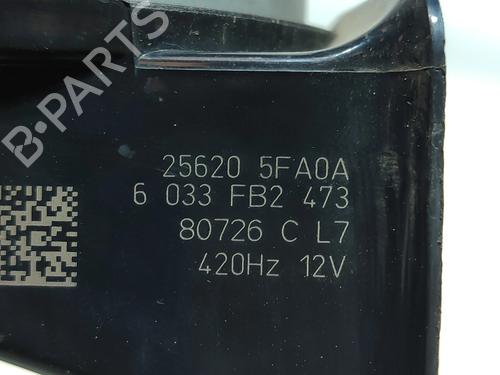 B-PARTS
25620 5FA0A
6 033 FB2 473
80726 C L7
420Hz 12V